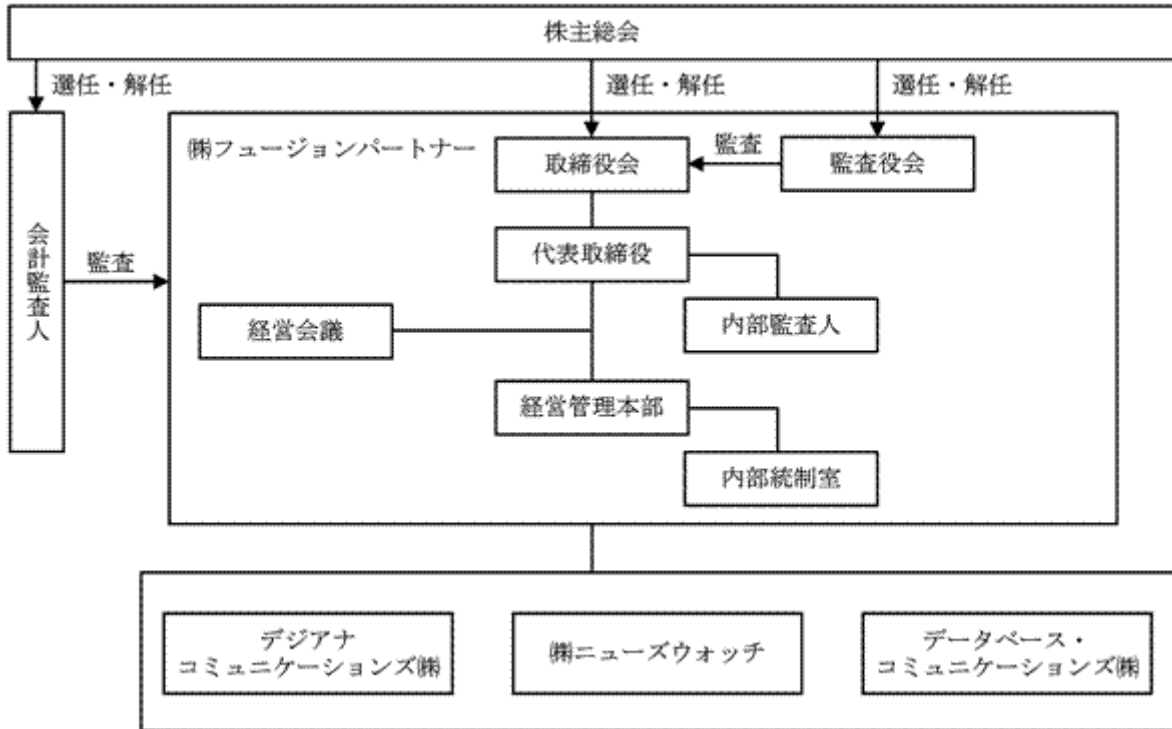 株主総会
選任・解任
選任・解任
選任・解任
㈱フュージョンパートナー
取締役会
監査
監査役会
会計監査人
監査
代表取締役
内部監査人
経営会議
経営管理本部
内部統制室
デジアナ
コミュニケーションズ㈱
㈱ニューズウォッチ
データベース・
コミュニケーションズ㈱